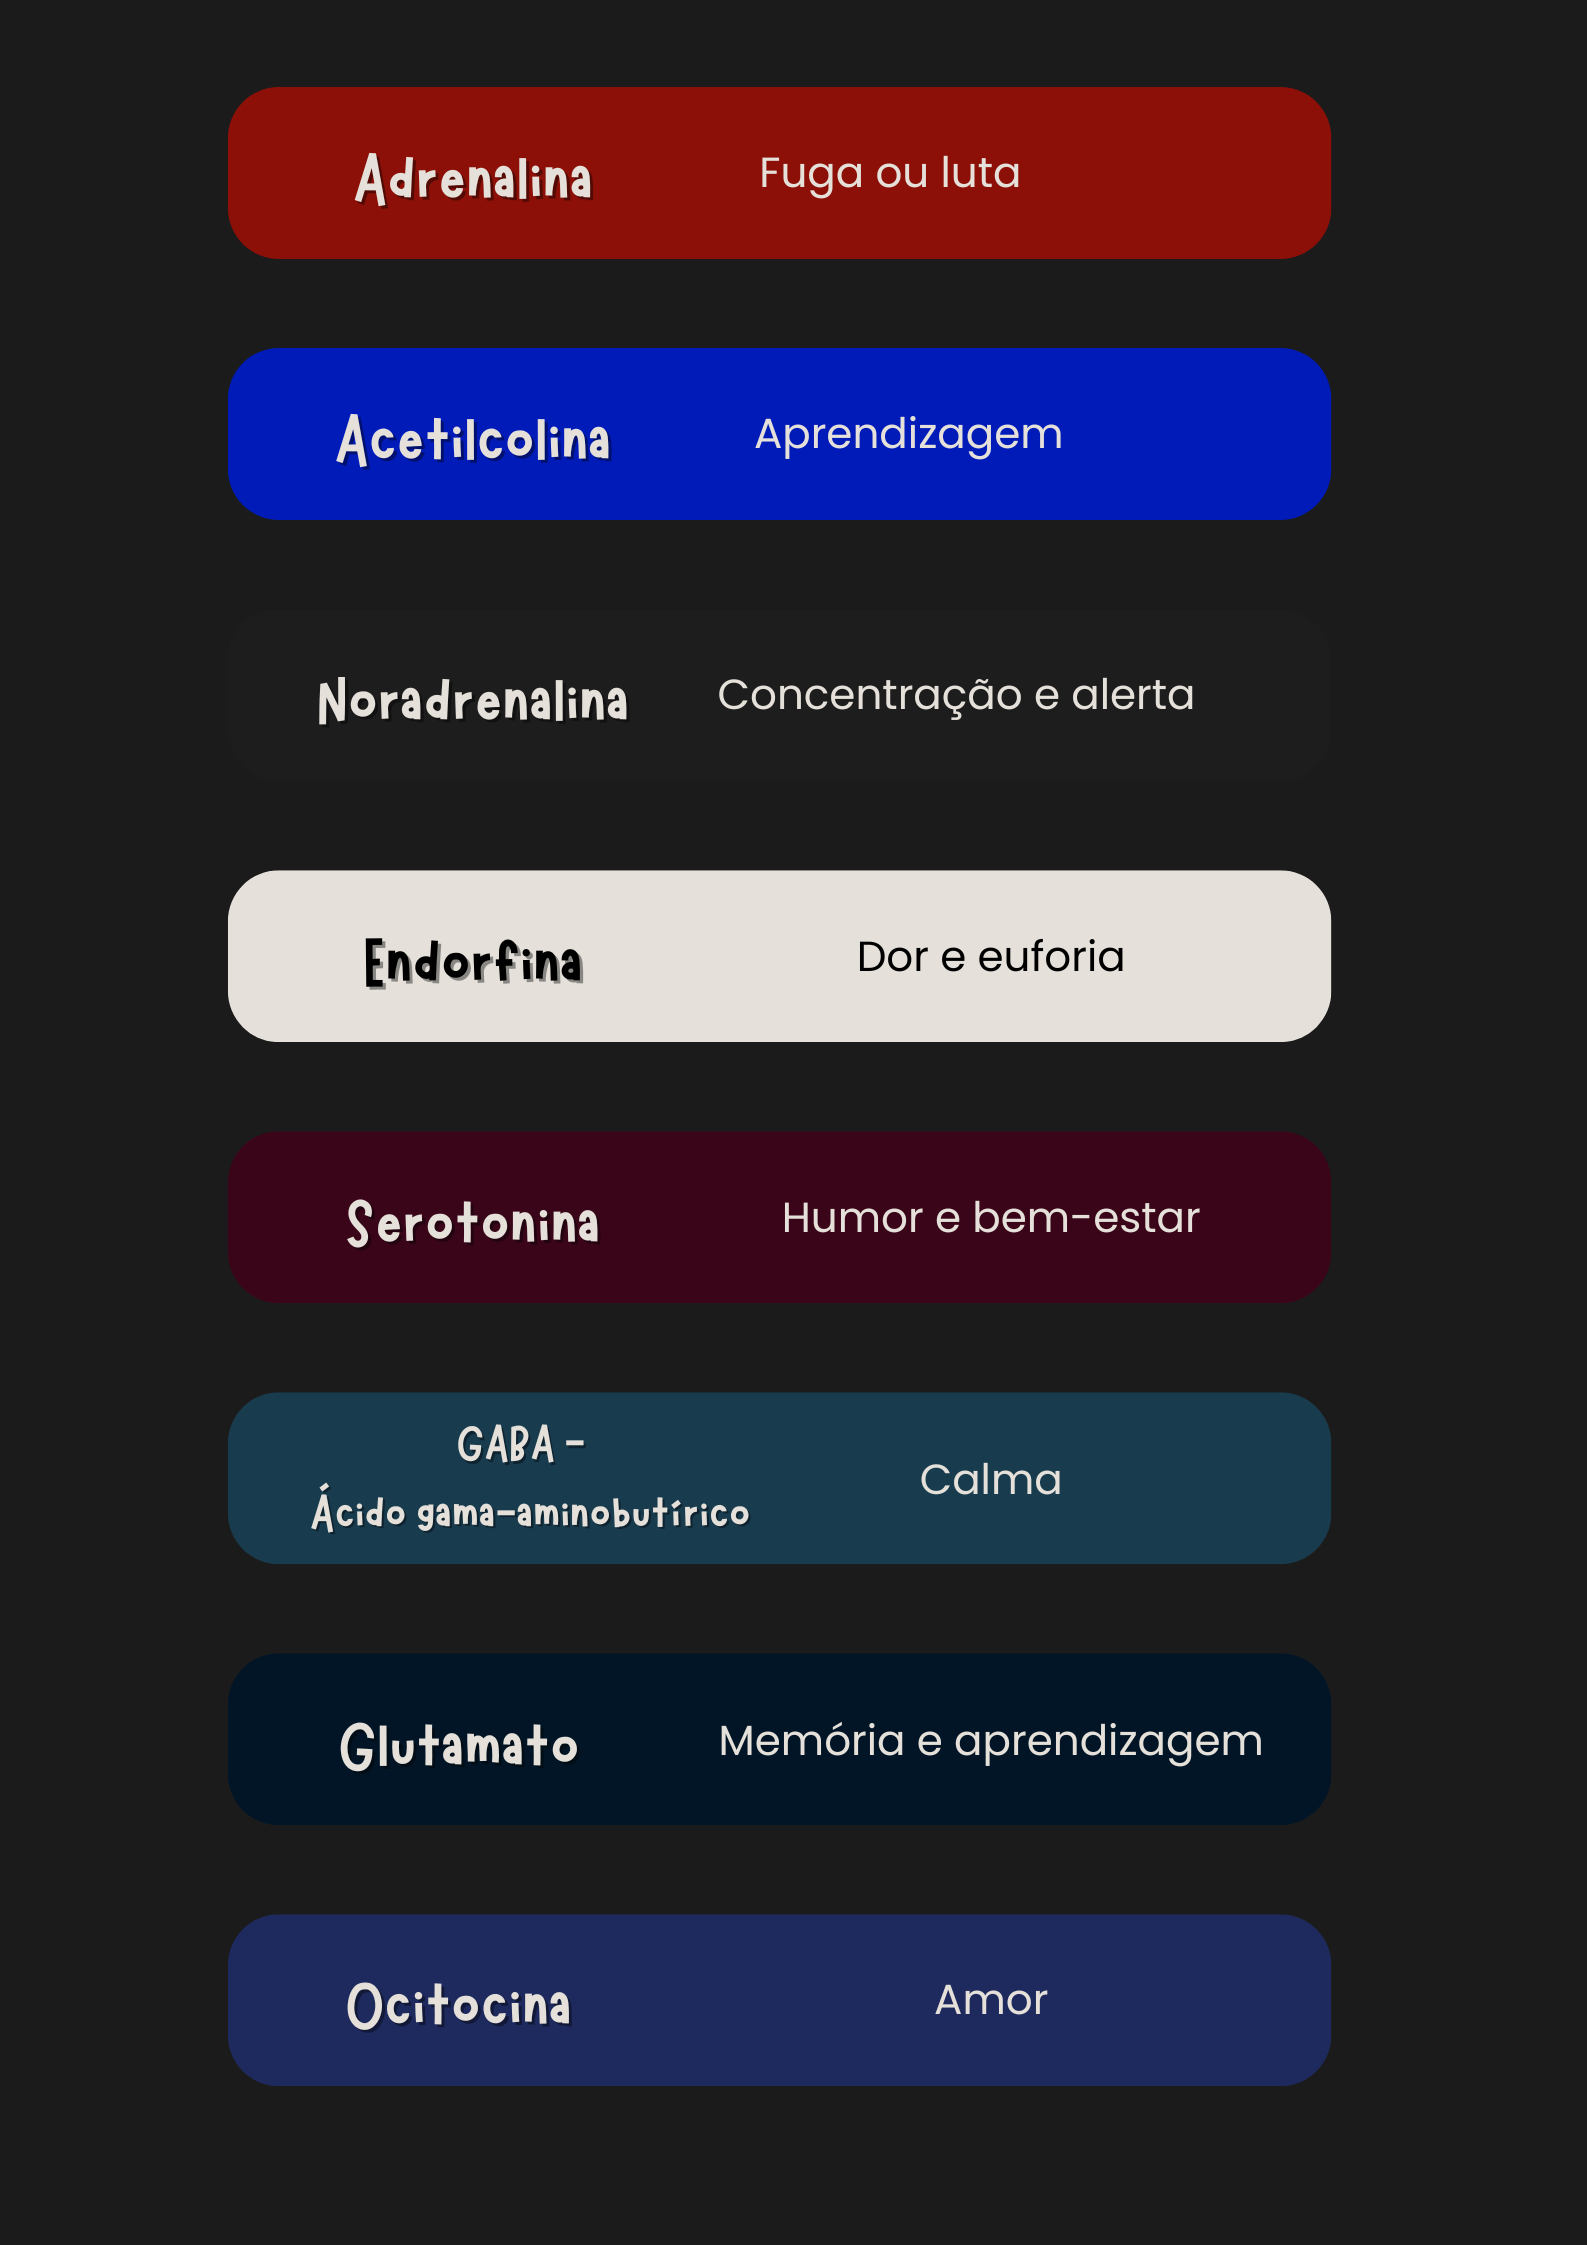 Adrenalina
Fuga ou luta
Acetilcolina
Aprendizagem
Noradrenalina
Concentração e alerta
Endorfina
Dor e euforia
Serotonina
Humor e bem-estar
GABA -
Ácido gama-aminobutírico
Calma
Glutamato
Memória e aprendizagem
Ocitocina
Amor